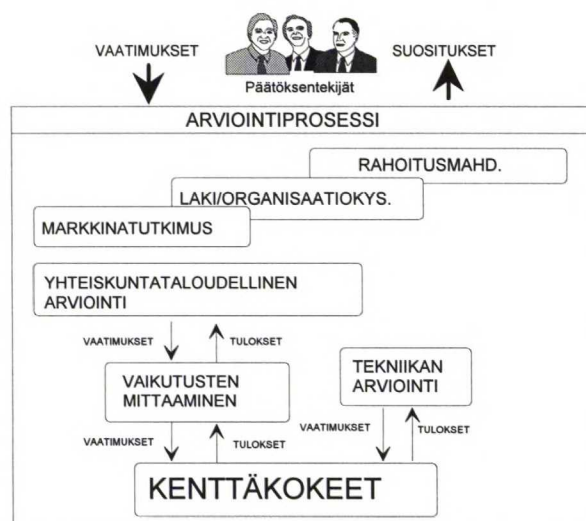 VAATIMUKSET
SUOSITUKSET
Päätöksentekijät
ARVIOINTIPROSESSI
RAHOITUSMAHD.
LAKI/ORGANISAATIOKYS.
MARKKINATUTKIMUS
YHTEISKUNTATALOUDELLINEN
ARVIOINTI
VAATIMUKSET
TULOKSET
VAIKUTUSTEN
MITTAAMINEN
TEKNIIKAN
ARVIOINTI
VAATIMUKSET
TULOKSET
VAATIMUKSET
TULOKSET
KENTTÄKOKEET